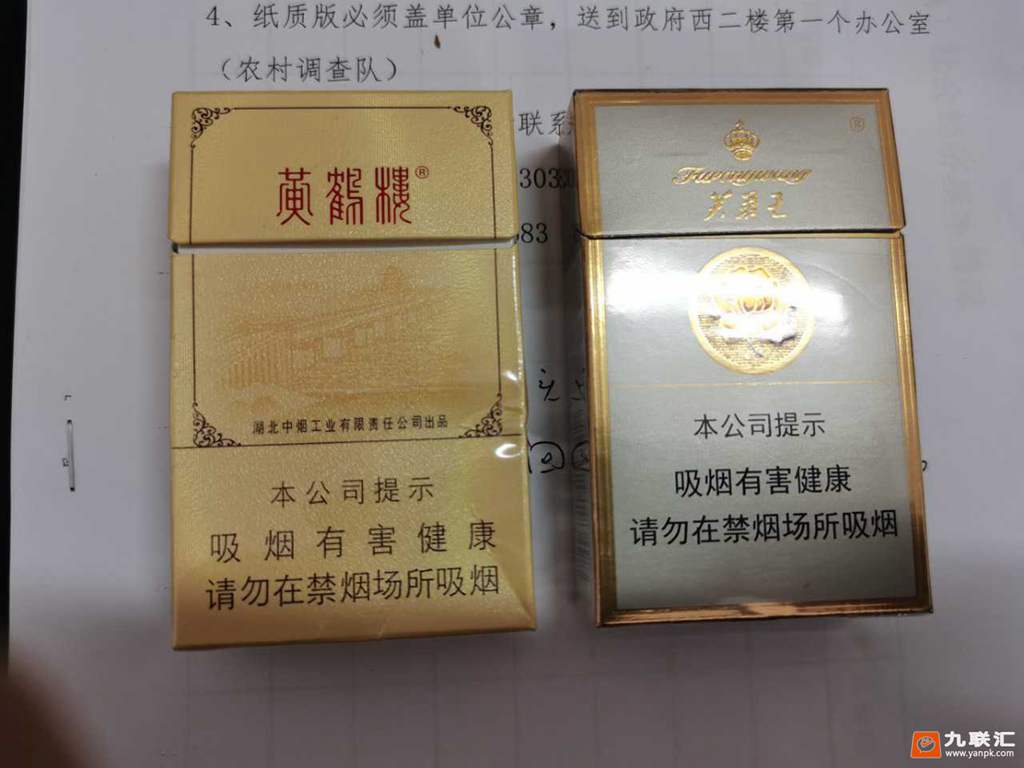 4、纸质版必须盖单位公章，送到政府西二楼第一个办公室
（农村调查队）
联系
303
83
黄鹤楼®
湖北中烟工业有限责任公司出品
本公司提示
吸烟有害健康
请勿在禁烟场所吸烟
®
Furongwang
芙蓉王
本公司提示
吸烟有害健康
请勿在禁烟场所吸烟
九联汇
www.yanpk.com